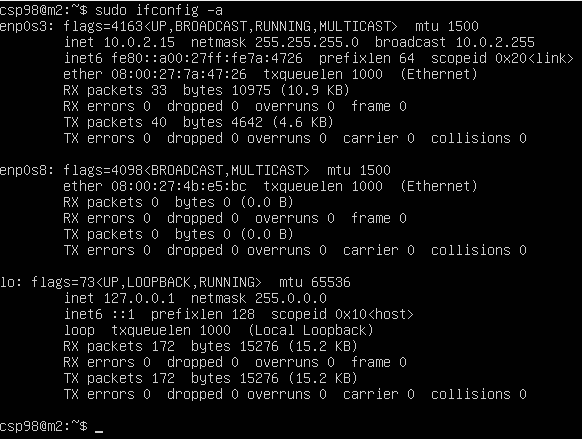 csp98@m2:~$ sudo ifconfig -a
enp0s3: flags=4163<UP,BROADCAST,RUNNING,MULTICAST>  mtu 1500
        inet 10.0.2.15  netmask 255.255.255.0  broadcast 10.0.2.255
        inet6 fe80::a00:27ff:fe7a:4726  prefixlen 64  scopeid 0x20<link>
        ether 08:00:27:7a:47:26  txqueuelen 1000  (Ethernet)
        RX packets 33  bytes 10975 (10.9 KB)
        RX errors 0  dropped 0  overruns 0  frame 0
        TX packets 40  bytes 4642 (4.6 KB)
        TX errors 0  dropped 0 overruns 0  carrier 0  collisions 0

enp0s8: flags=4098<BROADCAST,MULTICAST>  mtu 1500
        ether 08:00:27:4b:e5:bc  txqueuelen 1000  (Ethernet)
        RX packets 0  bytes 0 (0.0 B)
        RX errors 0  dropped 0  overruns 0  frame 0
        TX packets 0  bytes 0 (0.0 B)
        TX errors 0  dropped 0 overruns 0  carrier 0  collisions 0

lo: flags=73<UP,LOOPBACK,RUNNING>  mtu 65536
        inet 127.0.0.1  netmask 255.0.0.0
        inet6 ::1  prefixlen 128  scopeid 0x10<host>
        loop  txqueuelen 1000  (Local Loopback)
        RX packets 172  bytes 15276 (15.2 KB)
        RX errors 0  dropped 0  overruns 0  frame 0
        TX packets 172  bytes 15276 (15.2 KB)
        TX errors 0  dropped 0 overruns 0  carrier 0  collisions 0

csp98@m2:~$ _